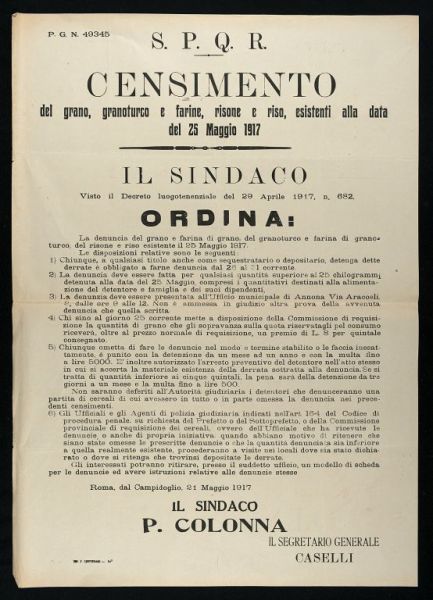 P. G. N. 49345
S. P. Q. R.
CENSIMENTO
del grano, granoturco e farine, risone e riso, esistenti alla data
del 25 Maggio 1917
IL SINDACO
Visto il Decreto luogotenenziale del 29 Aprile 1917, n. 682,
ORDINA:
La denuncia del grano e farina di grano, del granoturco e farina di grano-
turco, del risone e riso esistente il 25 Maggio 1917.
Le disposizioni relative sono le seguenti:
1) Chiunque, a qualsiasi titolo anche come sequestratario o depositario, detenga dette
derrate è obbligato a farne denuncia dal 26 al 31 corrente.
2) La denuncia deve essere fatta per qualsiasi quantità superiore ai 25 chilogrammi
detenuta alla data del 25 Maggio, compresi i quantitativi destinati alla alimenta-
zione del detentore e famiglia e dei suoi dipendenti.
3) La denunzia deve essere presentata all'Ufficio municipale di Annona Via Aracoeli
dalle ore 9 alle 12. Non è ammessa in giudizio altra prova della avvenuta
denuncia che quella scritta.
4) Chi sino al giorno 25 corrente mette a disposizione della Commissione di requisi-
zione la quantità di grano che gli sopravanza sulla quota riservatagli pel consumo
riceverà, oltre al prezzo normale di requisizione, un premio di L. 8 per quintale
consegnato.
5) Chiunque ometta di fare le denuncie nel modo e termine stabilito o le faccia inesat-
tamente, è punito con la detenzione da un mese ad un anno e con la multa fino
a lire 5000. E' inoltre autorizzato l'arresto preventivo del detentore nell'atto stesso
in cui si accerta la materiale esistenza della derrata sottratta alla denuncia. Se si
tratta di quantità inferiore ai cinque quintali, la pena sarà della detenzione da tre
giorni a un mese e la multa fino a lire 500.
Non saranno deferiti all'Autorità giudiziaria i detentori che denunceranno una
partita di cereali di cui avessero in tutto o in parte omessa la denuncia nei prece-
denti censimenti.
6) Gli Ufficiali e gli Agenti di polizia giudiziaria indicati nell'art. 164 del Codice di
procedura penale, su richiesta del Prefetto o del Sottoprefetto, o della Commissione
provinciale di requisizione dei cereali, ovvero dell'Ufficio che ha ricevute le
denuncie, o anche di propria iniziativa, quando abbiano motivo di ritenere che
siano state omesse le prescritte denuncie o che la quantità denunciata sia inferiore
a quella realmente esistente, procederanno a visite nei locali dove sia stato dichia-
rato o dove si ritenga che trovinsi depositate le derrate.
Gli interessati potranno ritirare, presso il suddetto ufficio, un modello di scheda
per le denuncie ed avere istruzioni relative alle denuncie stesse.
Roma, dal Campidoglio, 21 Maggio 1917
IL SINDACO
P. COLONNA
IL SEGRETARIO GENERALE
CASELLI